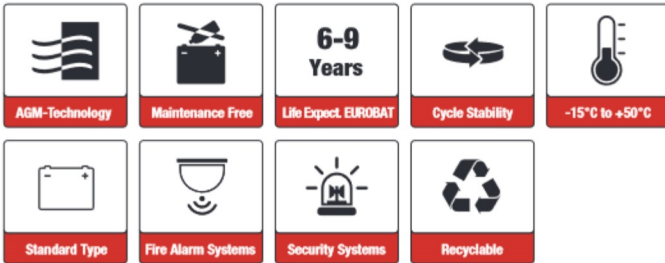 6-9
Years
AGM-Technology
Maintenance Free
Life Expect. EUROBAT
Cycle Stability
-15°C to +50°C
Standard Type
Fire Alarm Systems
Security Systems
Recyclable